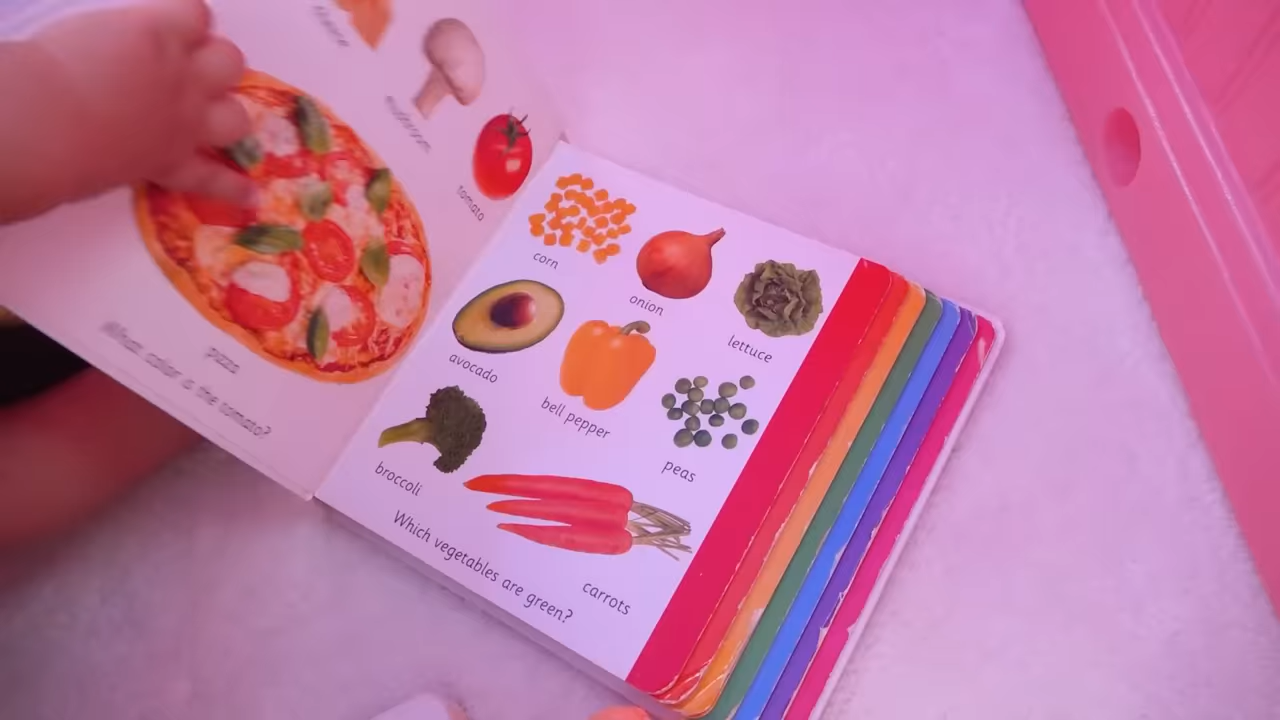 tomato
pizza
What color is the tomato?
corn
onion
lettuce
avocado
bell pepper
peas
broccoli
carrots
Which vegetables are green?